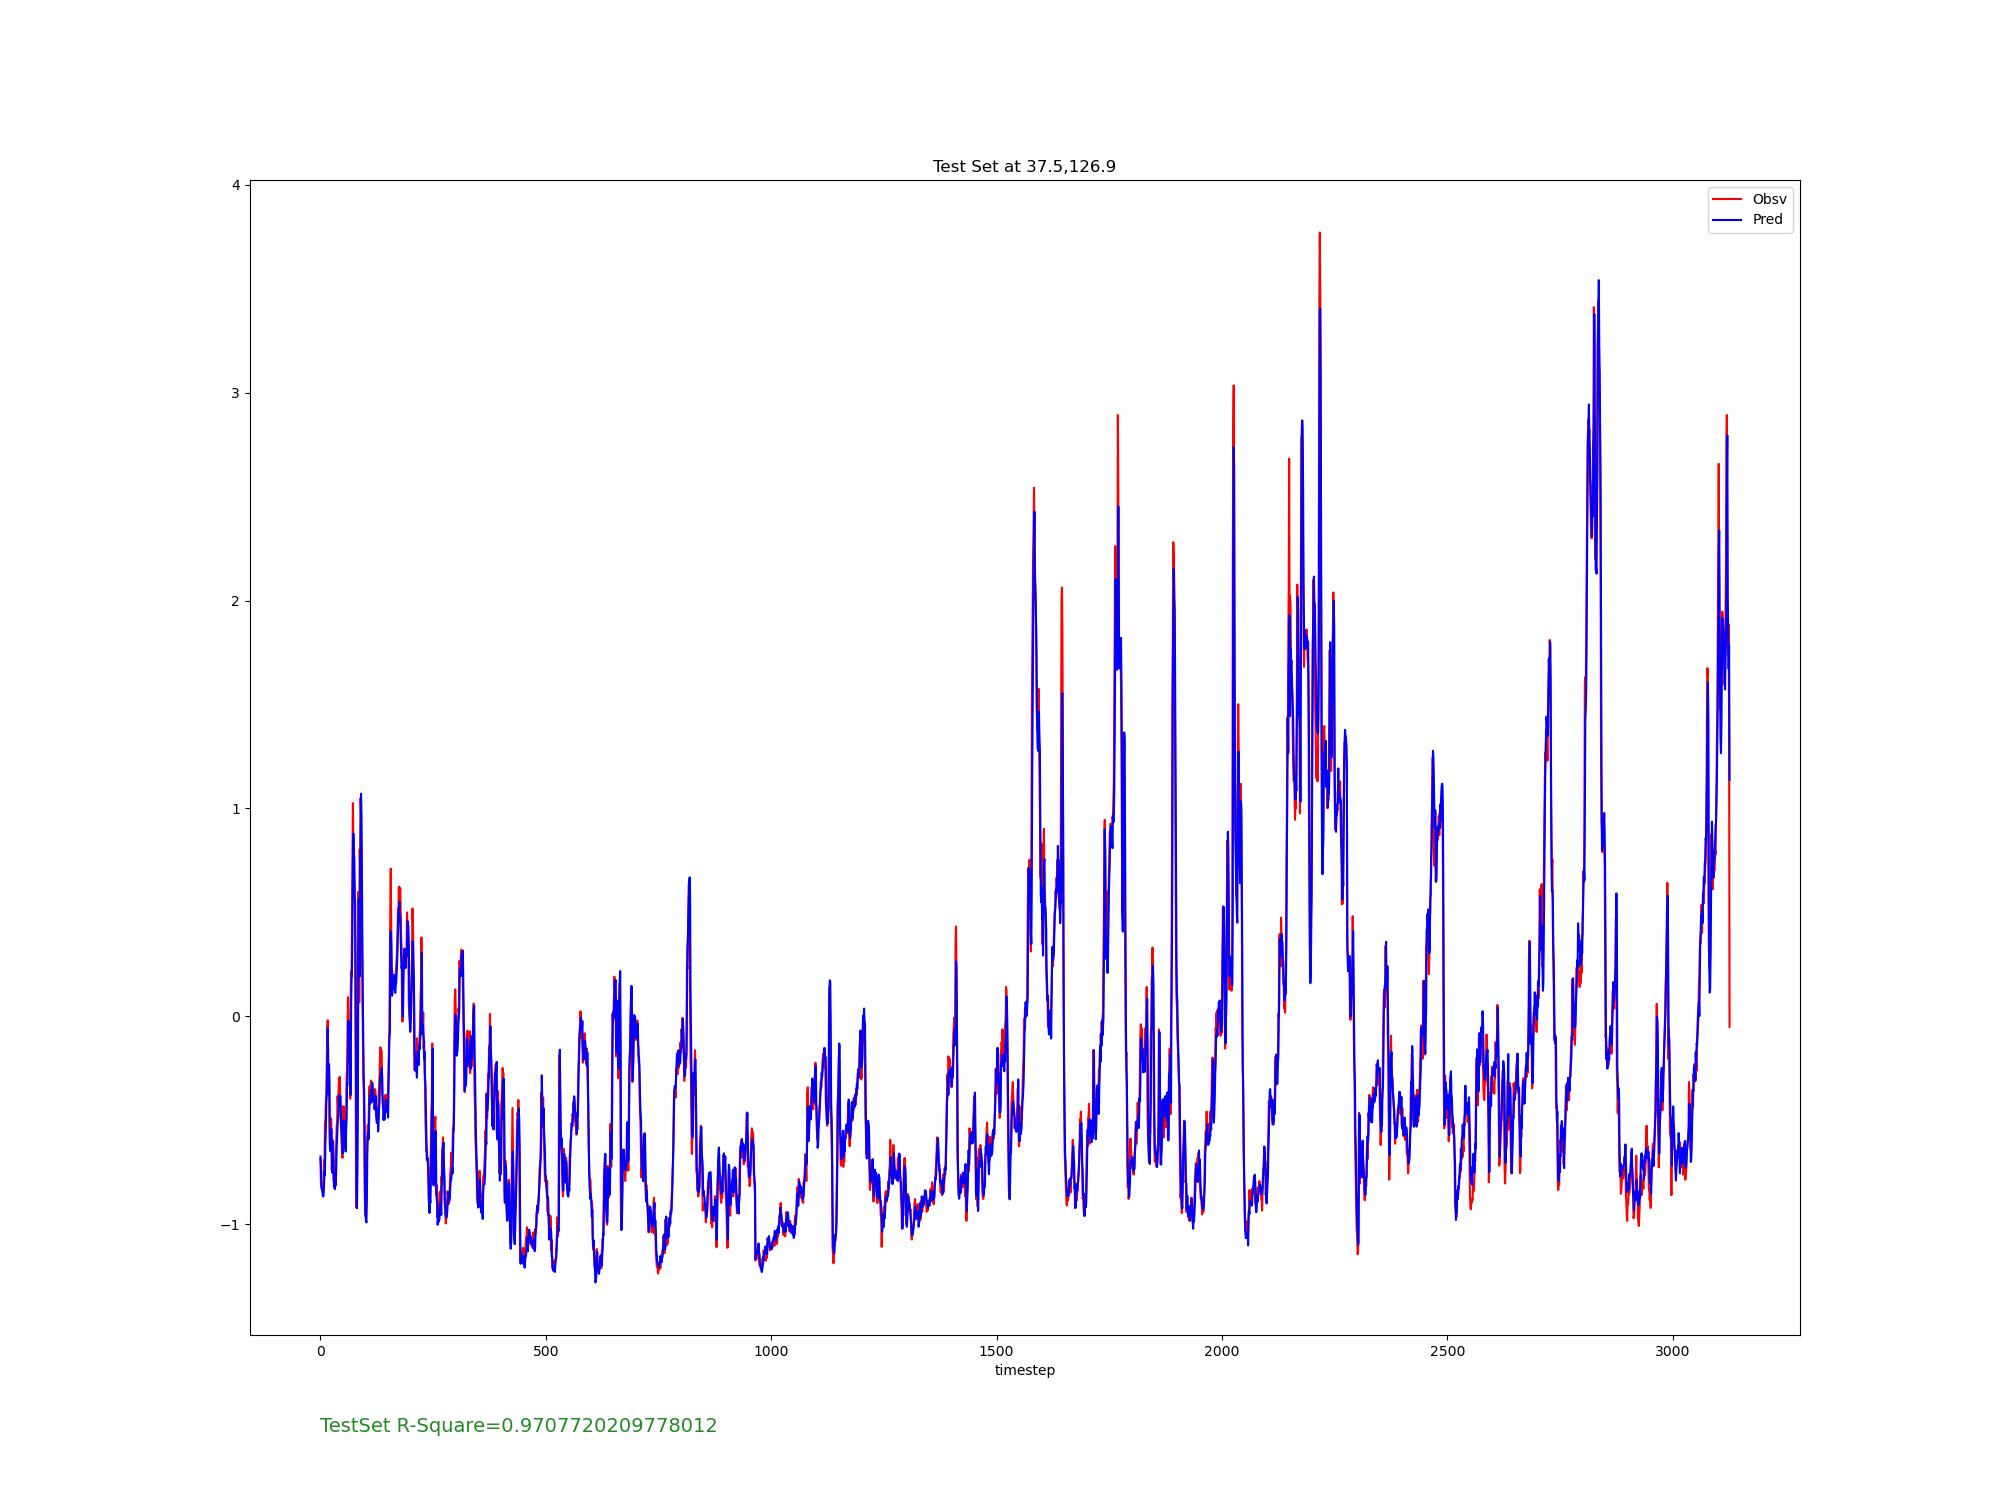 Test Set at 37.5,126.9
Obsv
Pred
4
3
2
1
0
−1
0 500 1000 1500 2000 2500 3000
timestep
TestSet R-Square=0.9707720209778012